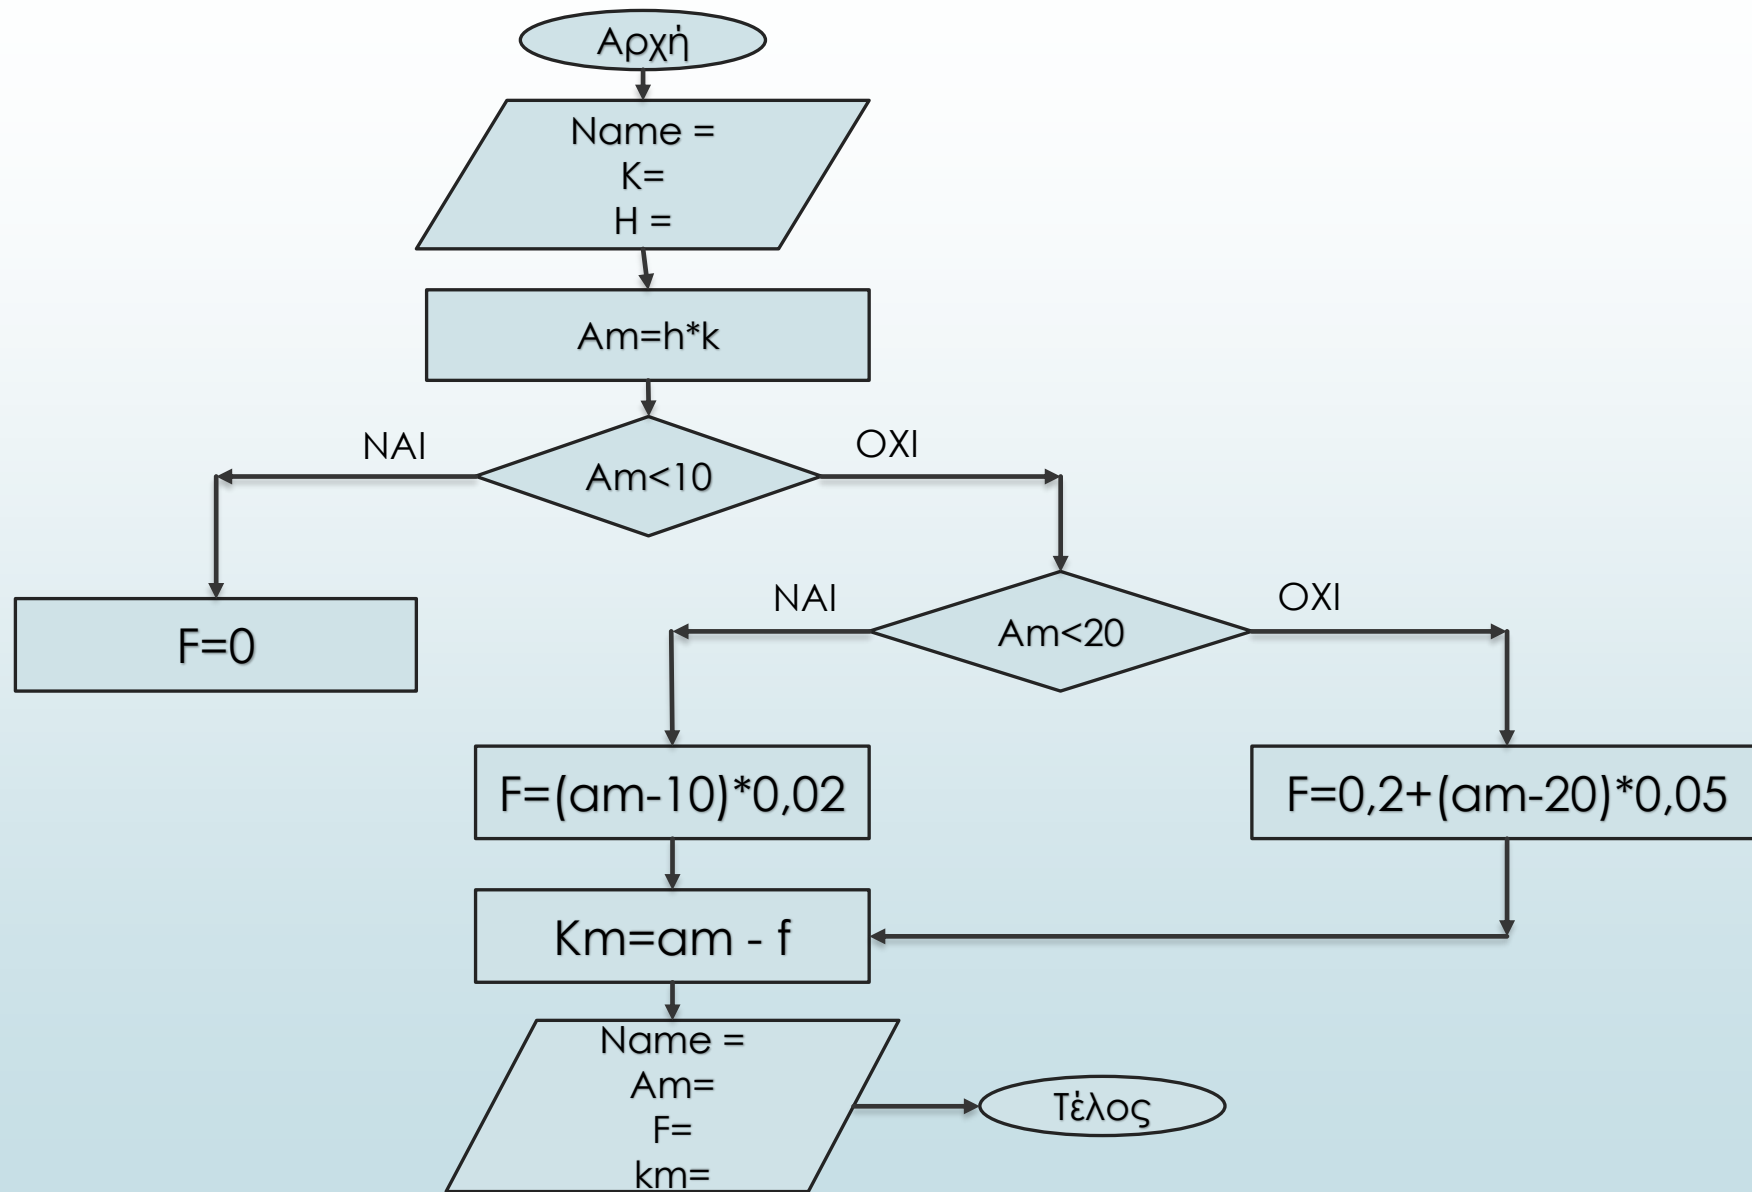 Αρχή
Name =
K=
H =
Am=h*k
ΝΑΙ
Am<10
ΟΧΙ
F=0
ΝΑΙ
Am<20
ΟΧΙ
F=(am-10)*0,02
F=0,2+(am-20)*0,05
Km=am - f
Name =
Am=
F=
km=
Τέλος